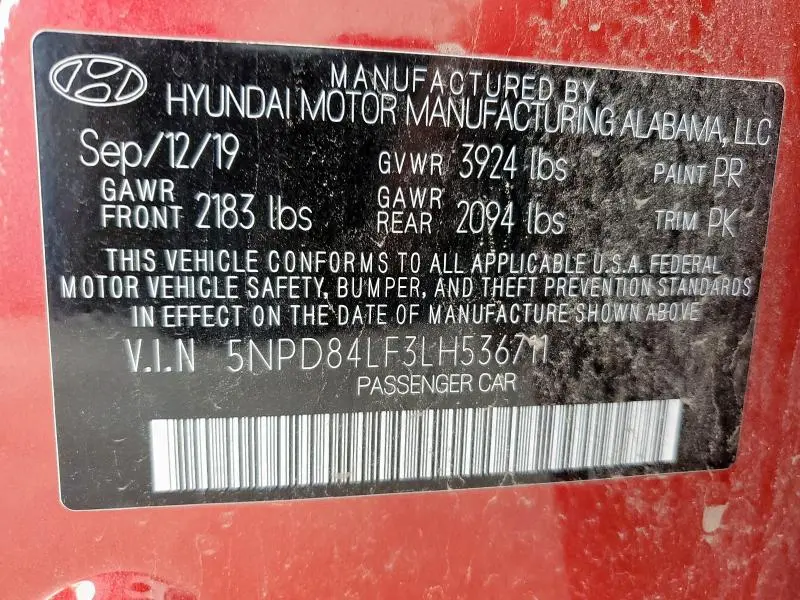 MANUFACTURED BY
HYUNDAI MOTOR MANUFACTURING ALABAMA, LLC
Sep/12/19 GVWR 3924 lbs PAINT PR
GAWR FRONT 2183 lbs GAWR REAR 2094 lbs TRIM PK
THIS VEHICLE CONFORMS TO ALL APPLICABLE U.S.A. FEDERAL
MOTOR VEHICLE SAFETY, BUMPER, AND THEFT PREVENTION STANDARDS
IN EFFECT ON THE DATE OF MANUFACTURE SHOWN ABOVE
V.I.N 5NPD84LF3LH536711
PASSENGER CAR